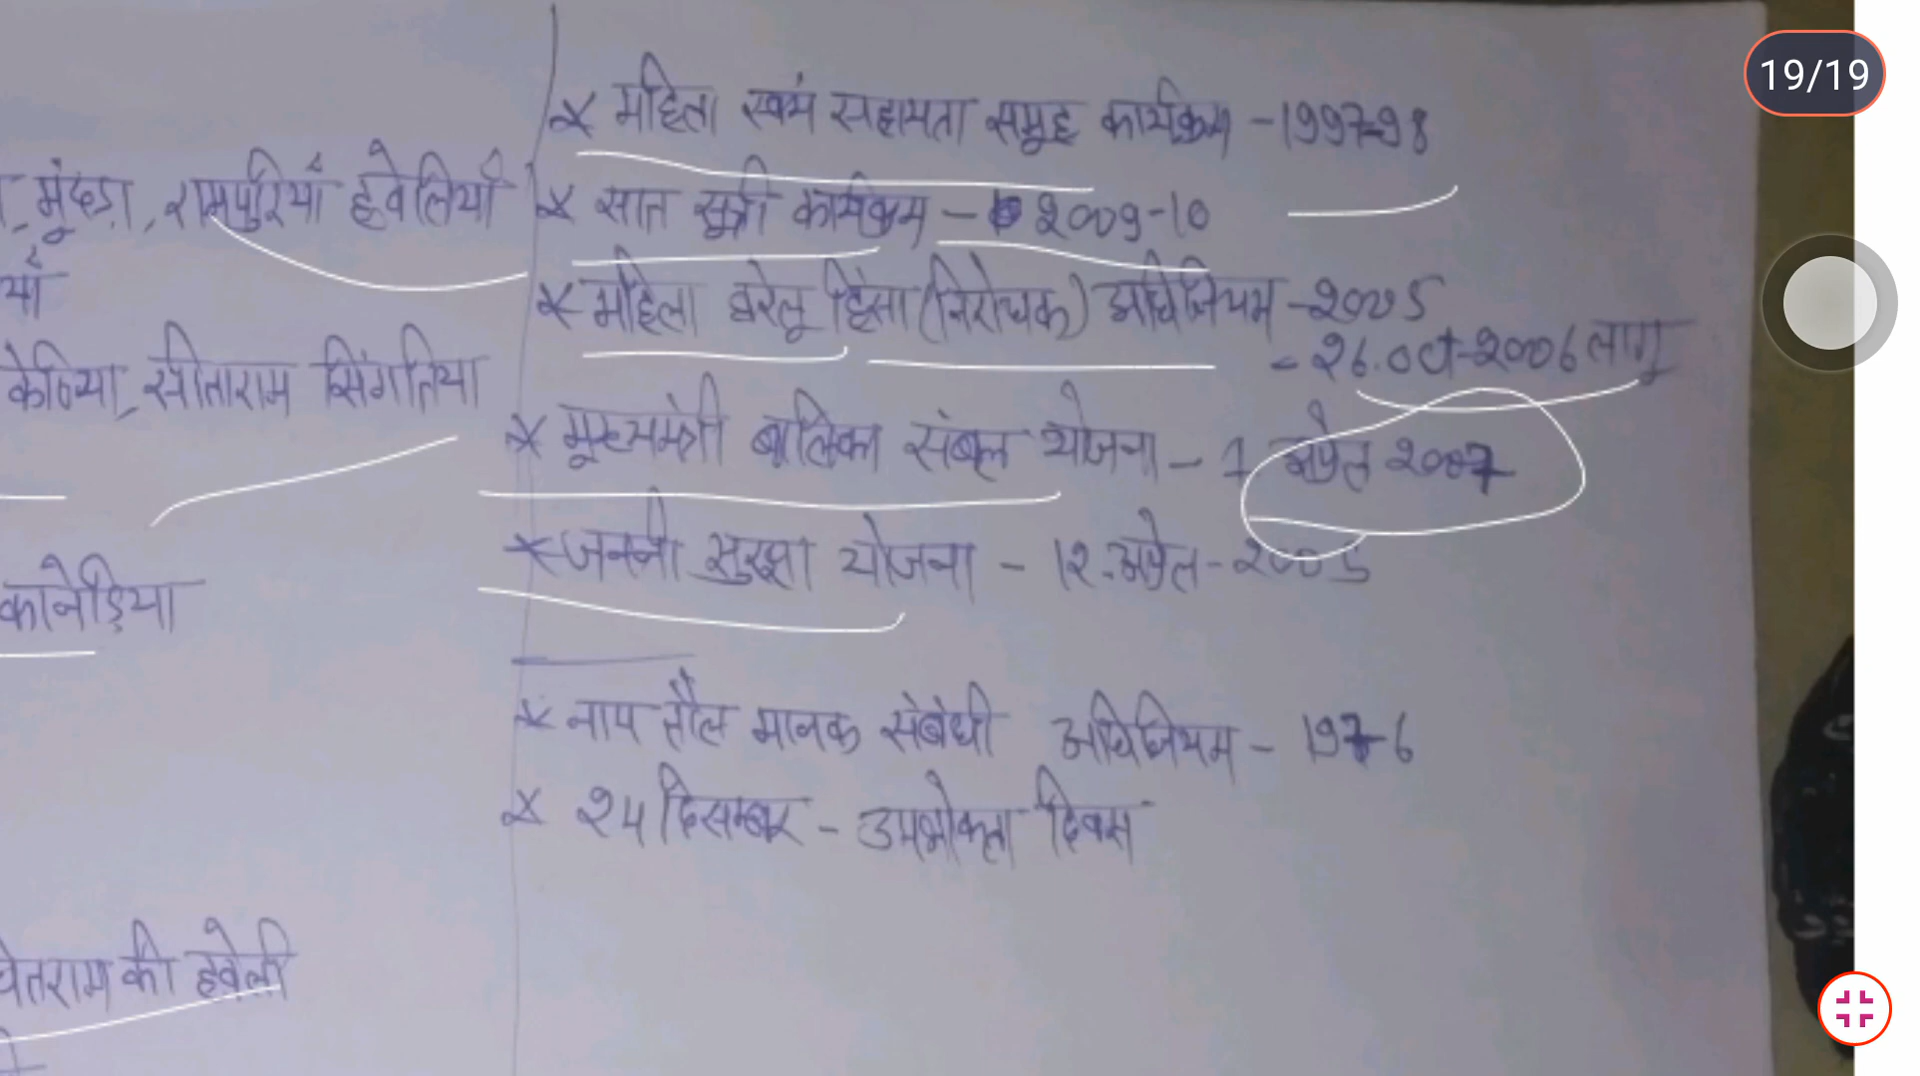 19/19
मुंदड़ा, रामपुरियाँ हवेलियाँ
याँ
केडिया, सीताराम सिंगतिया
कानेड़िया
चेतराम की हवेली
* महिला स्वयं सहायता समूह कार्यक्रम - 1997-98
* सात सूत्री कार्यक्रम - 2009-10
* महिला घरेलू हिंसा (निरोधक) अधिनियम - 2005
- 26.oct-2006 लागू
* मुख्यमंत्री बालिका संबल योजना - 1 अप्रैल 2007
* जननी सुरक्षा योजना - 12.अप्रेल-2005
* नाप तौल मानक संबंधी अधिनियम - 1976
* 24 दिसम्बर - उपभोक्ता दिवस